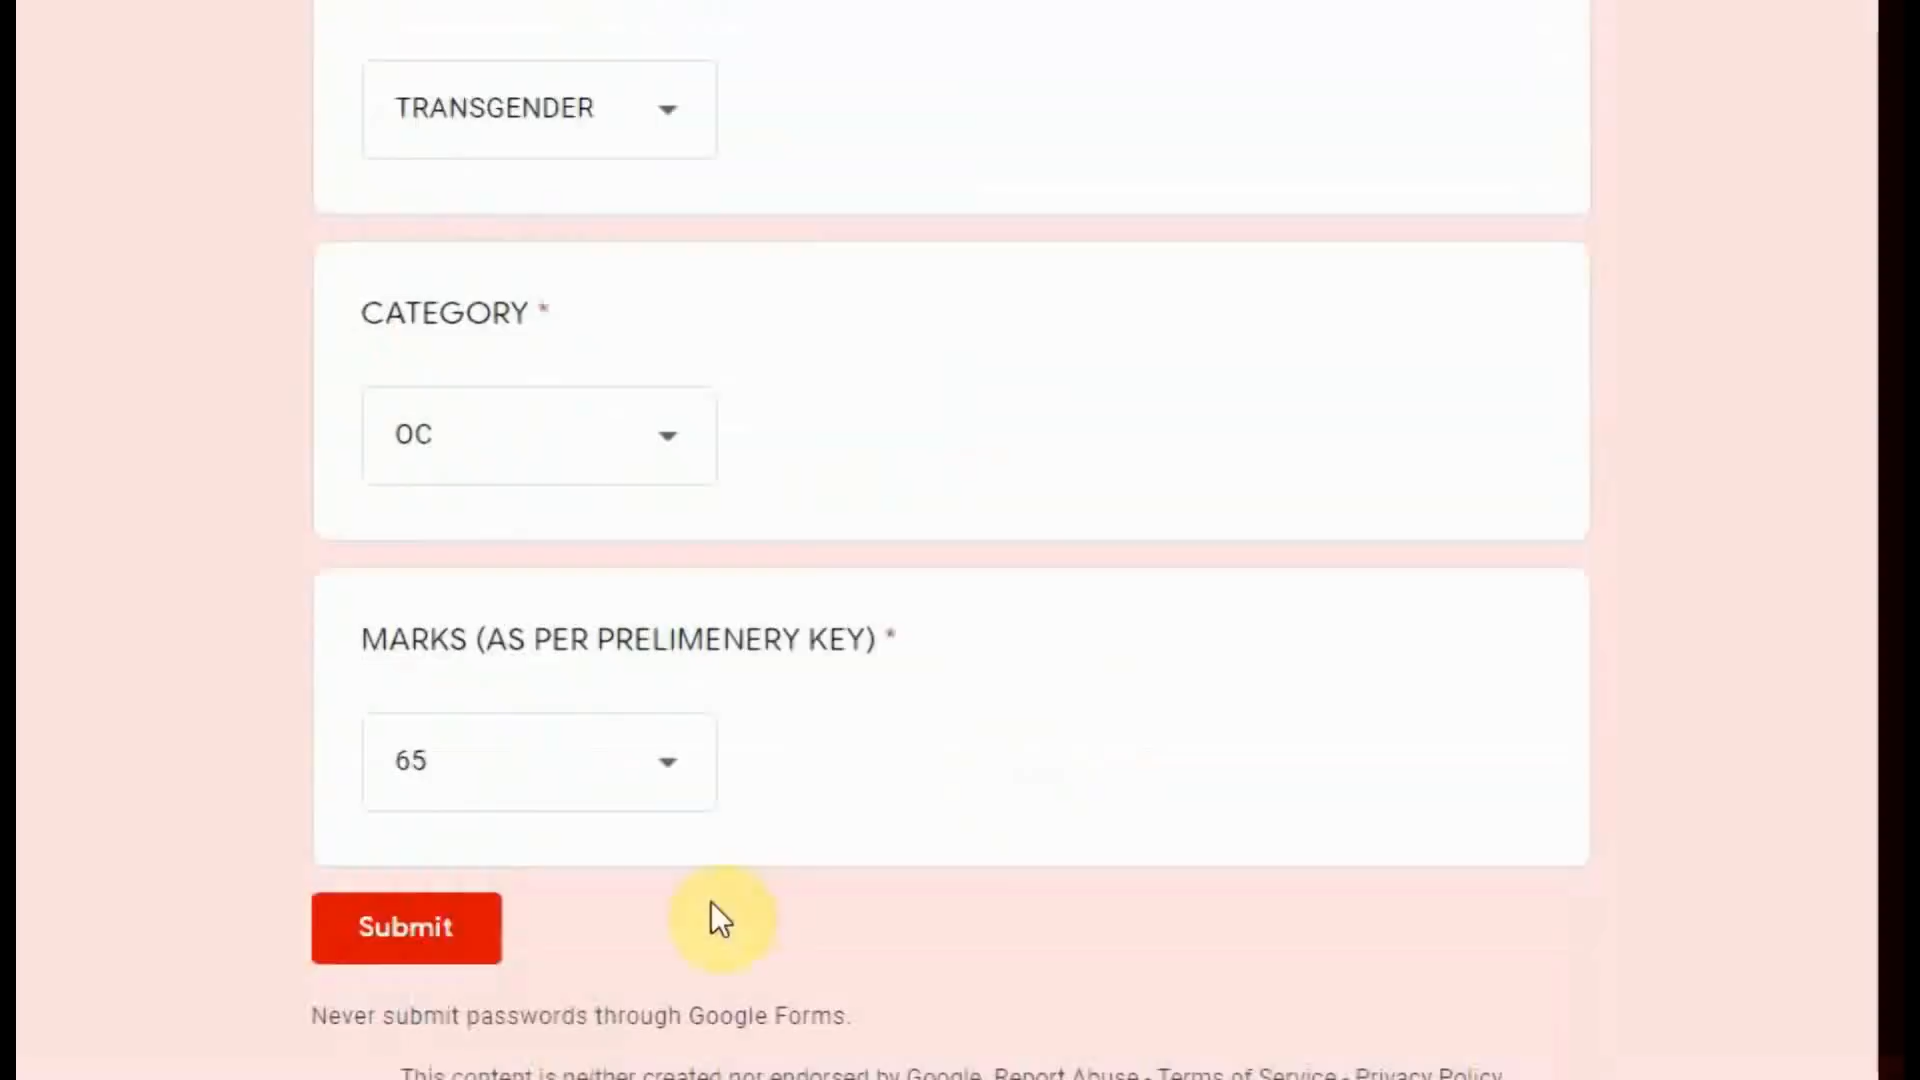 TRANSGENDER
CATEGORY *
OC
MARKS (AS PER PRELIMENERY KEY) *
65
Submit
Never submit passwords through Google Forms.
This content is neither created nor endorsed by Google. Report Abuse - Terms of Service - Privacy Policy